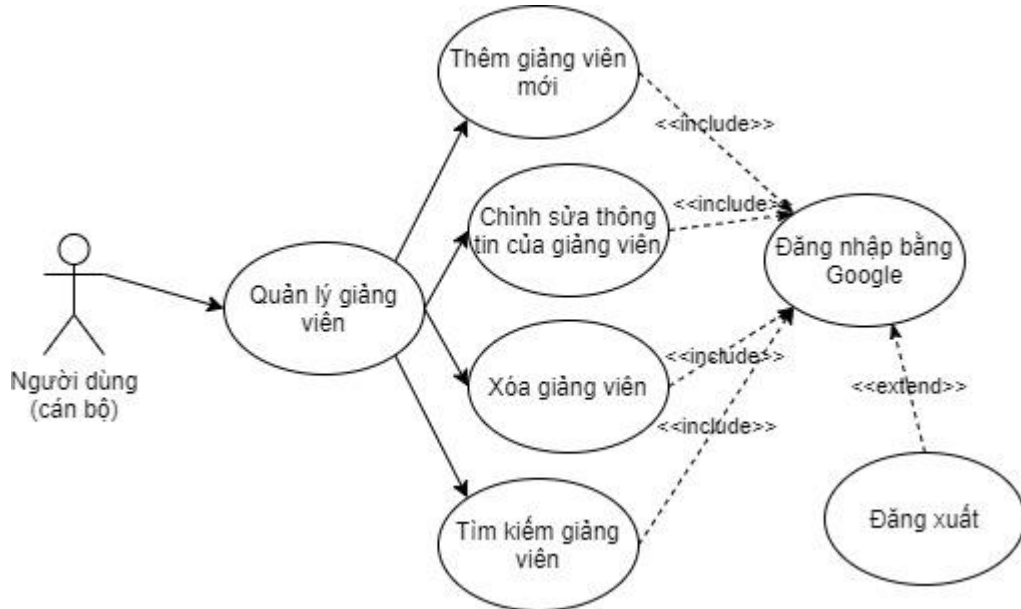 Thêm giảng viên
mới
<<include>>
Chỉnh sửa thông
tin của giảng viên
<<include>
Đăng nhập bằng
Google
Quản lý giảng
viên
Người dùng
(cán bộ)
Xóa giảng viên
<<include>>
<<include>>
<<extend>>
Tìm kiếm giảng
viên
Đăng xuất